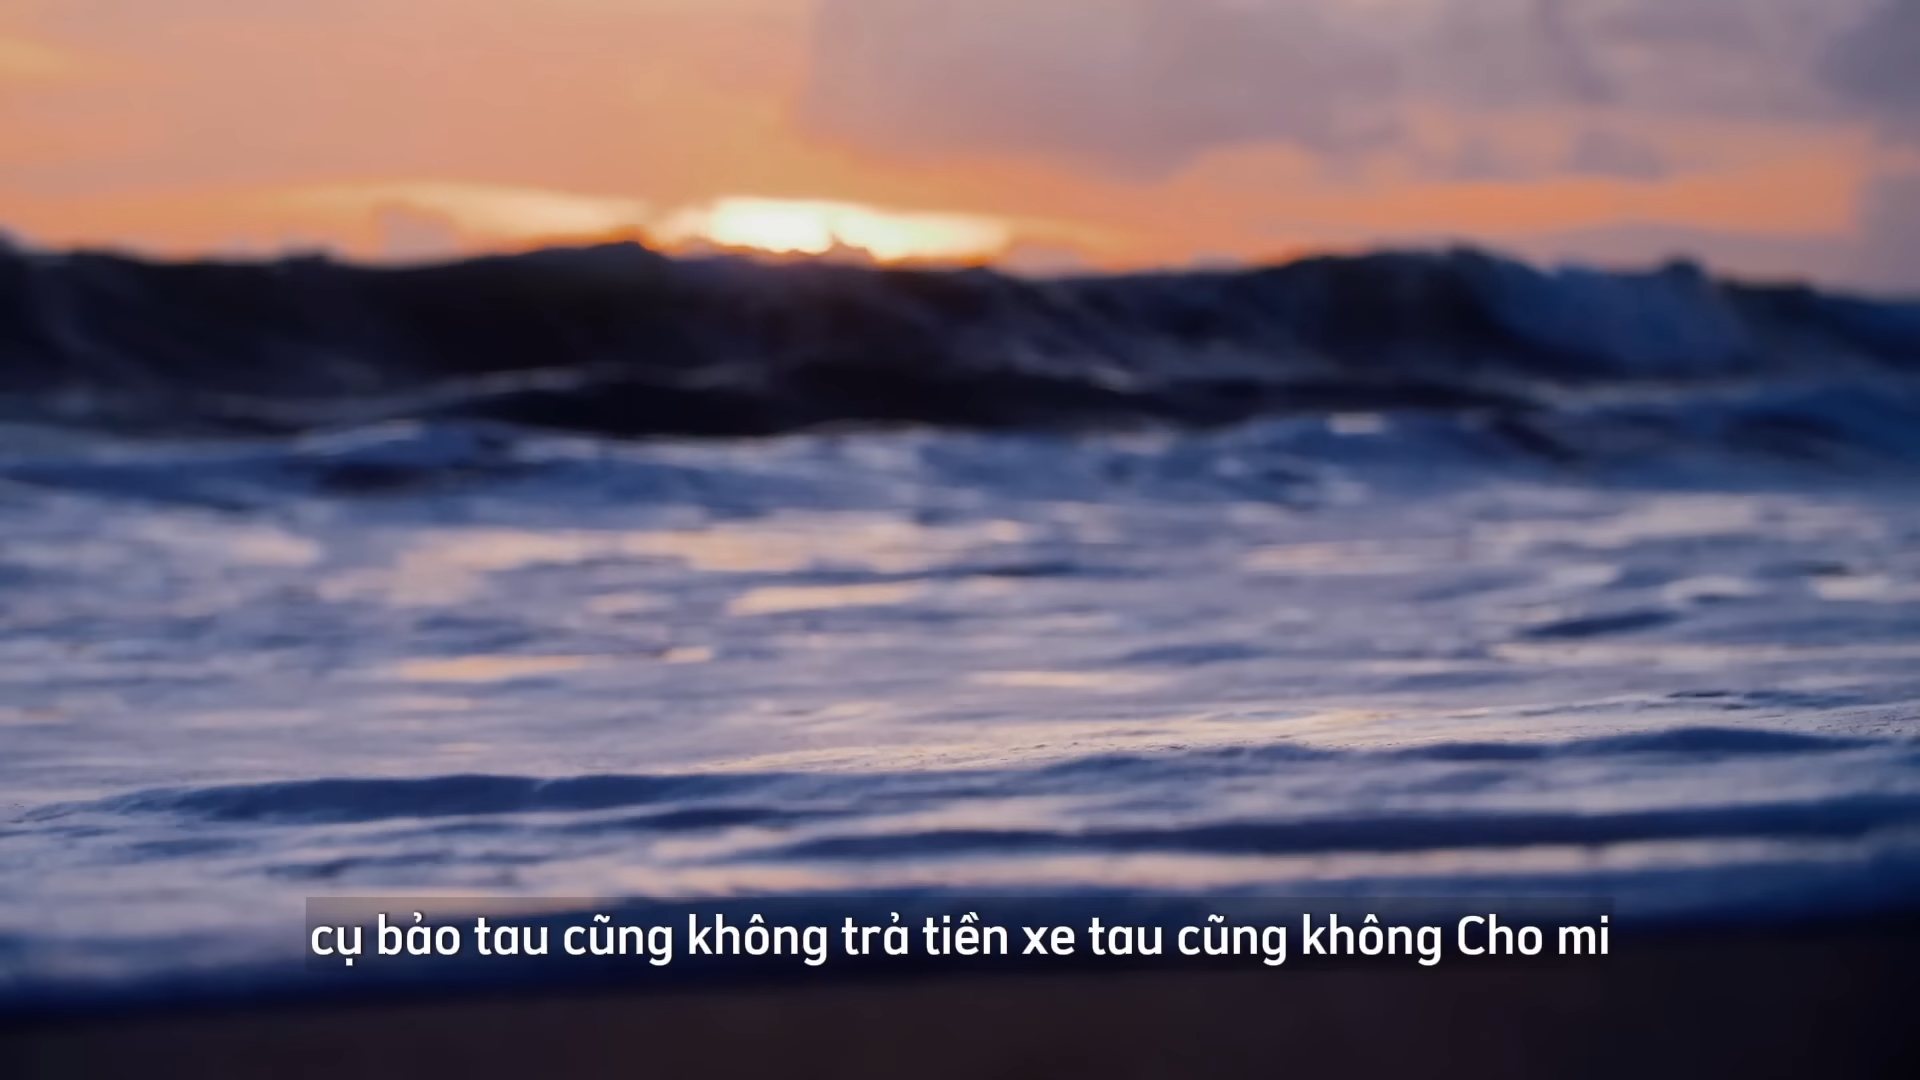 cụ bảo tau cũng không trả tiền xe tau cũng không Cho mi